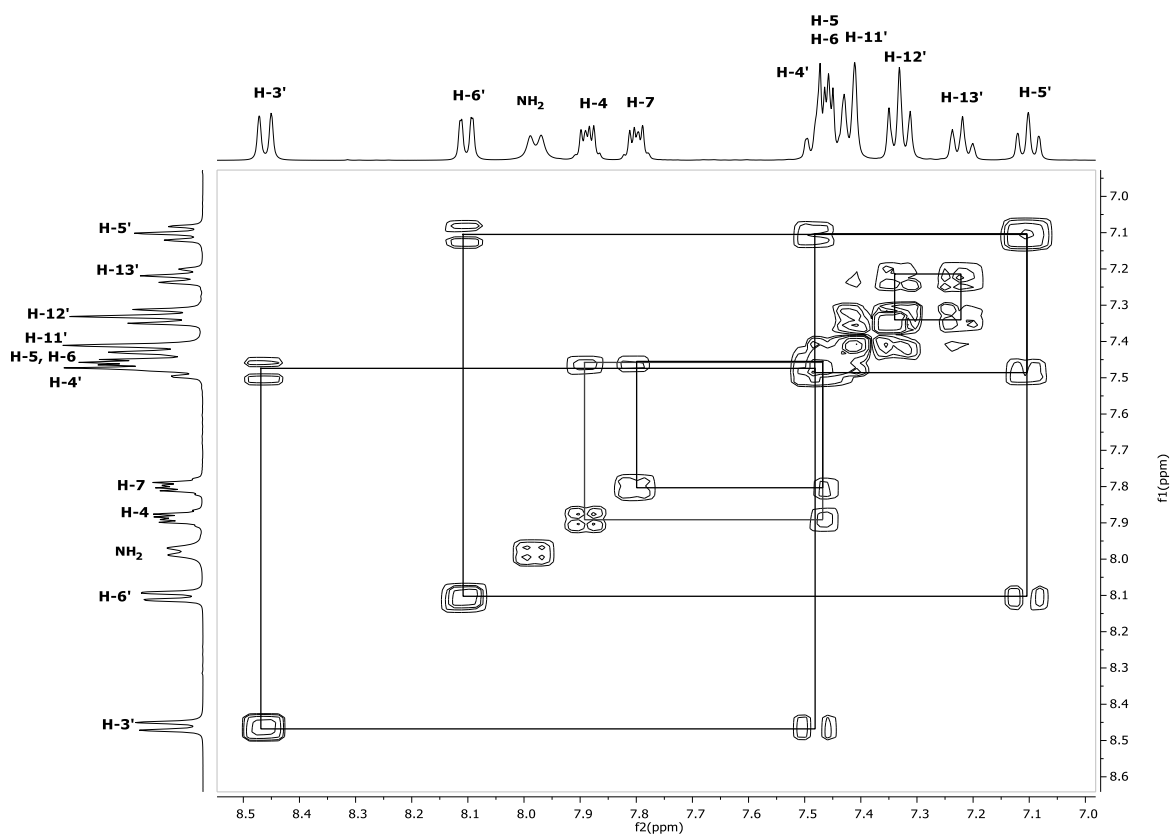 H-5
H-6
H-11'
H-4'
H-12'
H-3'
H-6'
NH2
H-4
H-7
H-13'
H-5'
H-5'
H-13'
H-12'
H-11'
H-5, H-6
H-4'
H-7
H-4
NH2
H-6'
H-3'
7.0
7.1
7.2
7.3
7.4
7.5
7.6
7.7
7.8
7.9
8.0
8.1
8.2
8.3
8.4
8.5
8.6
f1(ppm)
8.5 8.4 8.3 8.2 8.1 8.0 7.9 7.8 7.7 7.6 7.5 7.4 7.3 7.2 7.1 7.0
f2(ppm)